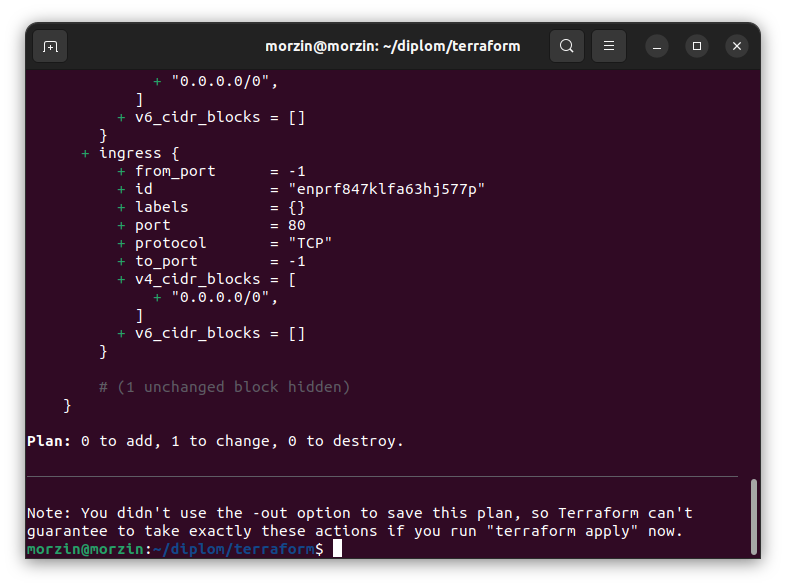 morzin@morzin: ~/diplom/terraform
+ "0.0.0.0/0",
]
+ v6_cidr_blocks = []
}
+ ingress {
+ from_port      = -1
+ id             = "enprf847klfa63hj577p"
+ labels         = {}
+ port           = 80
+ protocol       = "TCP"
+ to_port        = -1
+ v4_cidr_blocks = [
+ "0.0.0.0/0",
]
+ v6_cidr_blocks = []
}
# (1 unchanged block hidden)
}
Plan: 0 to add, 1 to change, 0 to destroy.
Note: You didn't use the -out option to save this plan, so Terraform can't
guarantee to take exactly these actions if you run "terraform apply" now.
morzin@morzin:~/diplom/terraform$